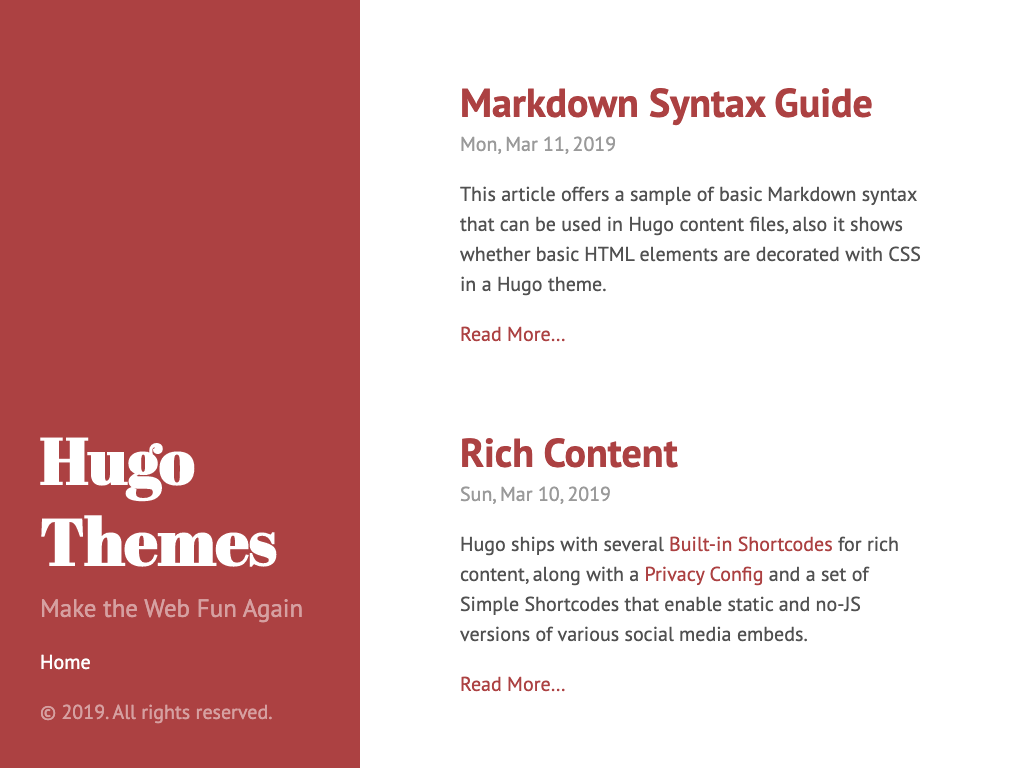 Hugo
Themes
Make the Web Fun Again
Home
© 2019. All rights reserved.
Markdown Syntax Guide
Mon, Mar 11, 2019
This article offers a sample of basic Markdown syntax
that can be used in Hugo content files, also it shows
whether basic HTML elements are decorated with CSS
in a Hugo theme.
Read More…
Rich Content
Sun, Mar 10, 2019
Hugo ships with several Built-in Shortcodes for rich
content, along with a Privacy Config and a set of
Simple Shortcodes that enable static and no-JS
versions of various social media embeds.
Read More…